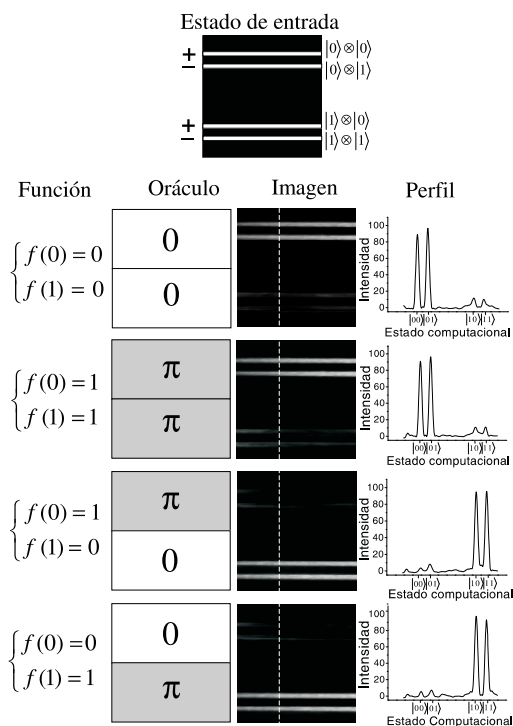 Estado de entrada
+ |0⟩⊗|0⟩
− |0⟩⊗|1⟩
+ |1⟩⊗|0⟩
− |1⟩⊗|1⟩
Función Oráculo Imagen Perfil
f(0)=0
f(1)=0
0
0
Intensidad
100
80
60
40
20
0
|00⟩|01⟩ |10⟩|11⟩
Estado computacional
f(0)=1
f(1)=1
π
π
Intensidad
100
80
60
40
20
0
|00⟩|01⟩ |10⟩|11⟩
Estado computacional
f(0)=1
f(1)=0
π
0
Intensidad
100
80
60
40
20
0
|00⟩|01⟩ |10⟩|11⟩
Estado computacional
f(0)=0
f(1)=1
0
π
Intensidad
100
80
60
40
20
0
|00⟩|01⟩ |10⟩|11⟩
Estado computacional